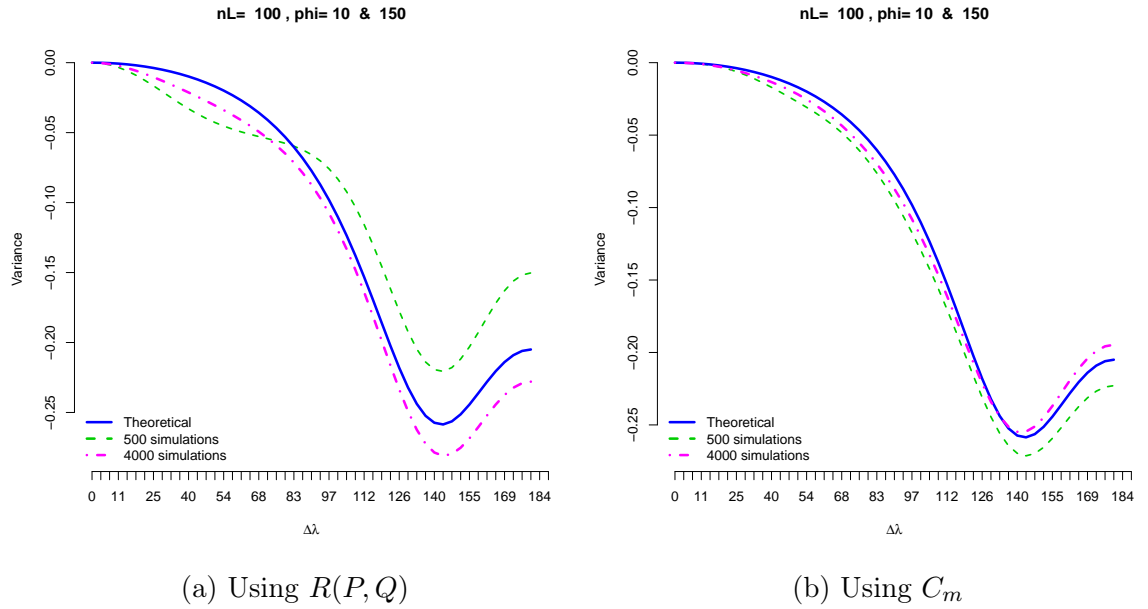 nL= 100 , phi= 10 & 150
Variance
0.00
−0.05
−0.10
−0.15
−0.20
−0.25
Theoretical
500 simulations
4000 simulations
0 11 25 40 54 68 83 97 112 126 140 155 169 184
Δλ
(a) Using R(P, Q)
nL= 100 , phi= 10 & 150
Variance
0.00
−0.05
−0.10
−0.15
−0.20
−0.25
Theoretical
500 simulations
4000 simulations
0 11 25 40 54 68 83 97 112 126 140 155 169 184
Δλ
(b) Using C_m